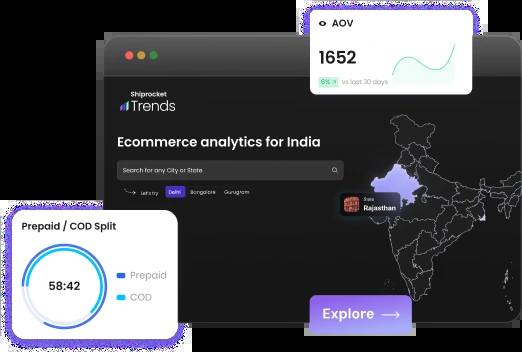 AOV
1652
6% ↗ vs last 30 days
Shiprocket
Trends
Ecommerce analytics for India
Search for any City or State
Let's try Delhi Bangalore Gurugram
State
Rajasthan
Prepaid / COD Split
58:42
Prepaid
COD
Explore →